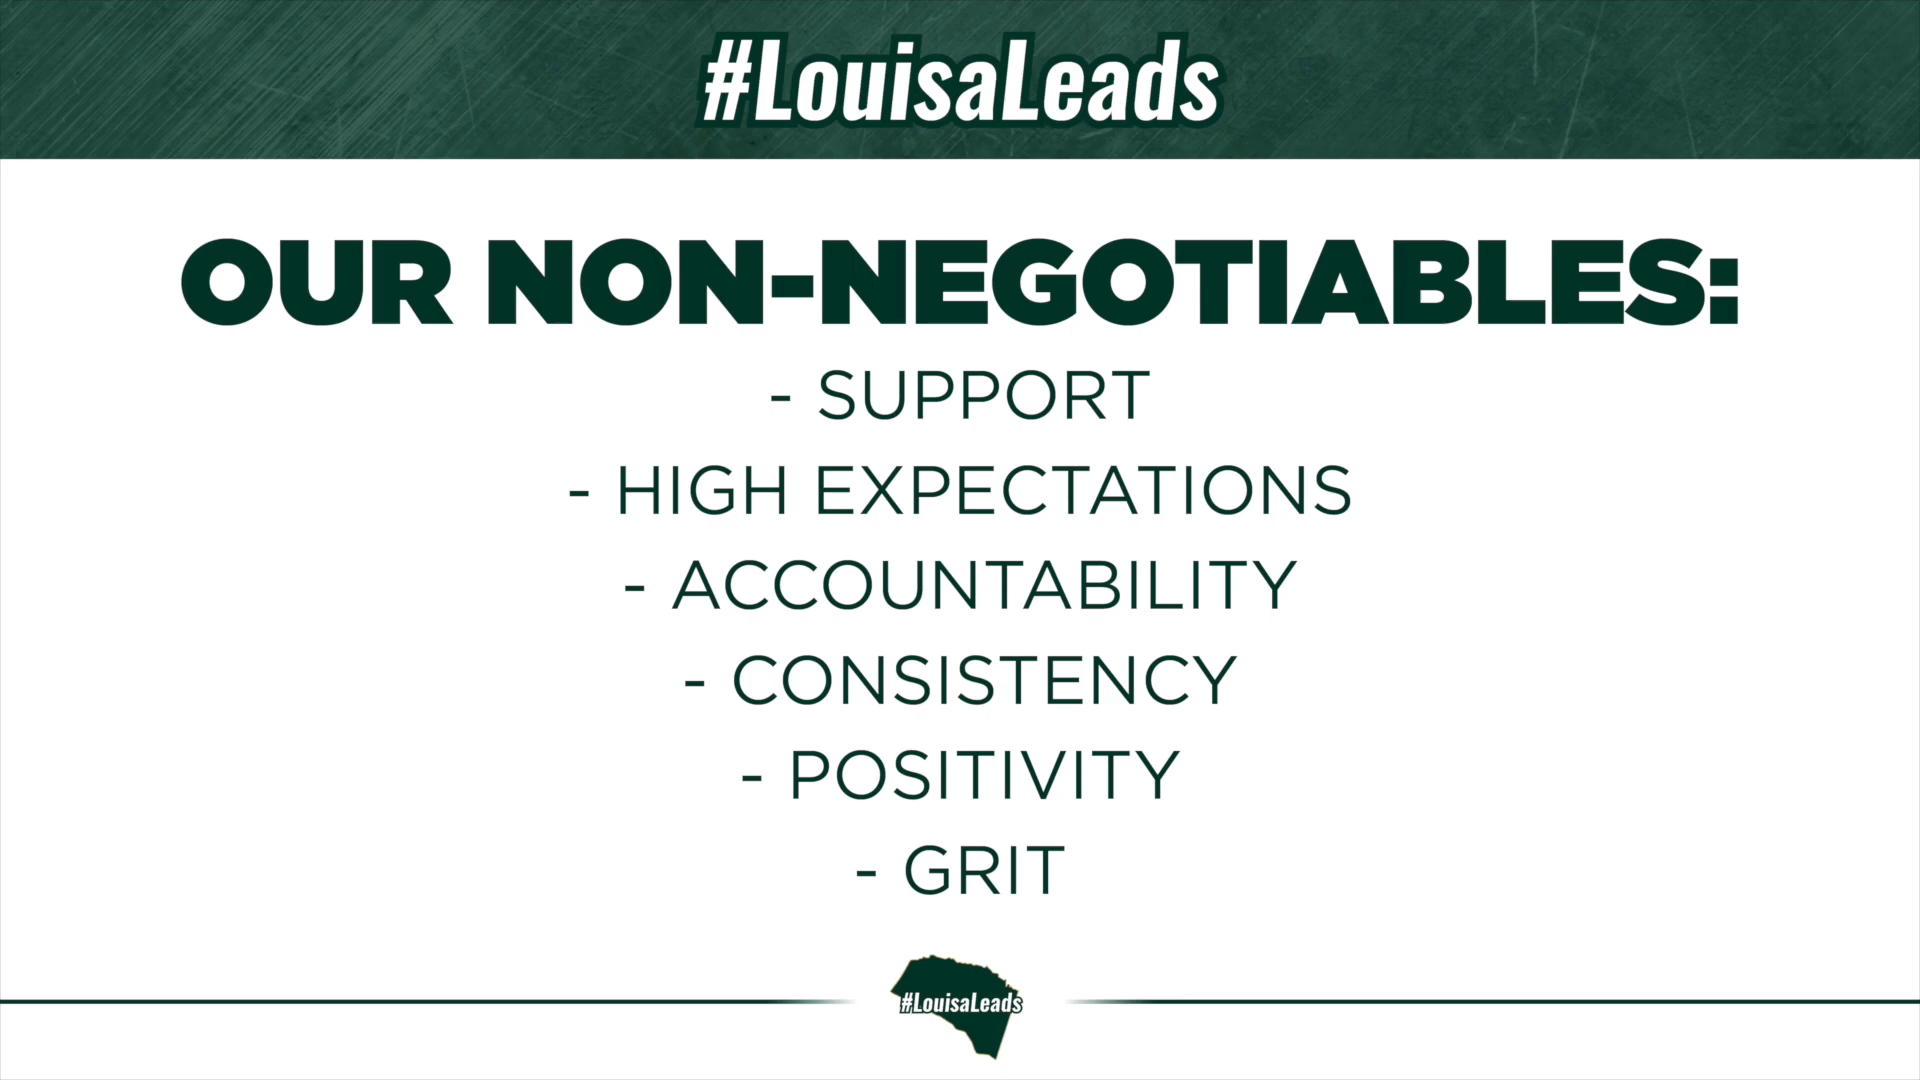 #LouisaLeads
OUR NON-NEGOTIABLES:
- SUPPORT
- HIGH EXPECTATIONS
- ACCOUNTABILITY
- CONSISTENCY
- POSITIVITY
- GRIT
#LouisaLeads